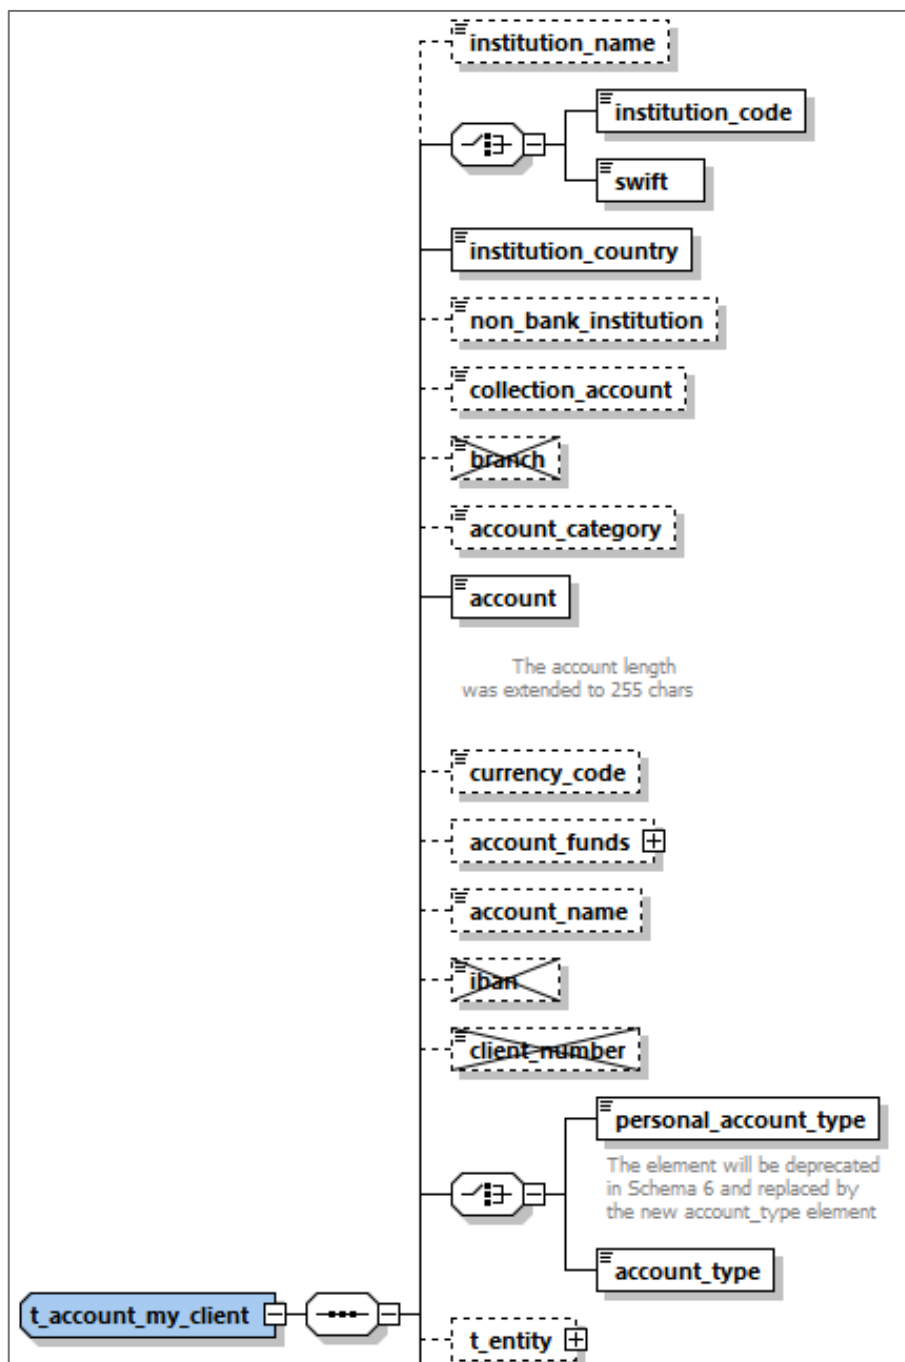 institution_name
institution_code
swift
institution_country
non_bank_institution
collection_account
branch
account_category
account
The account length
was extended to 255 chars
currency_code
account_funds
account_name
iban
client_number
personal_account_type
The element will be deprecated
in Schema 6 and replaced by
the new account_type element
account_type
t_account_my_client
t_entity